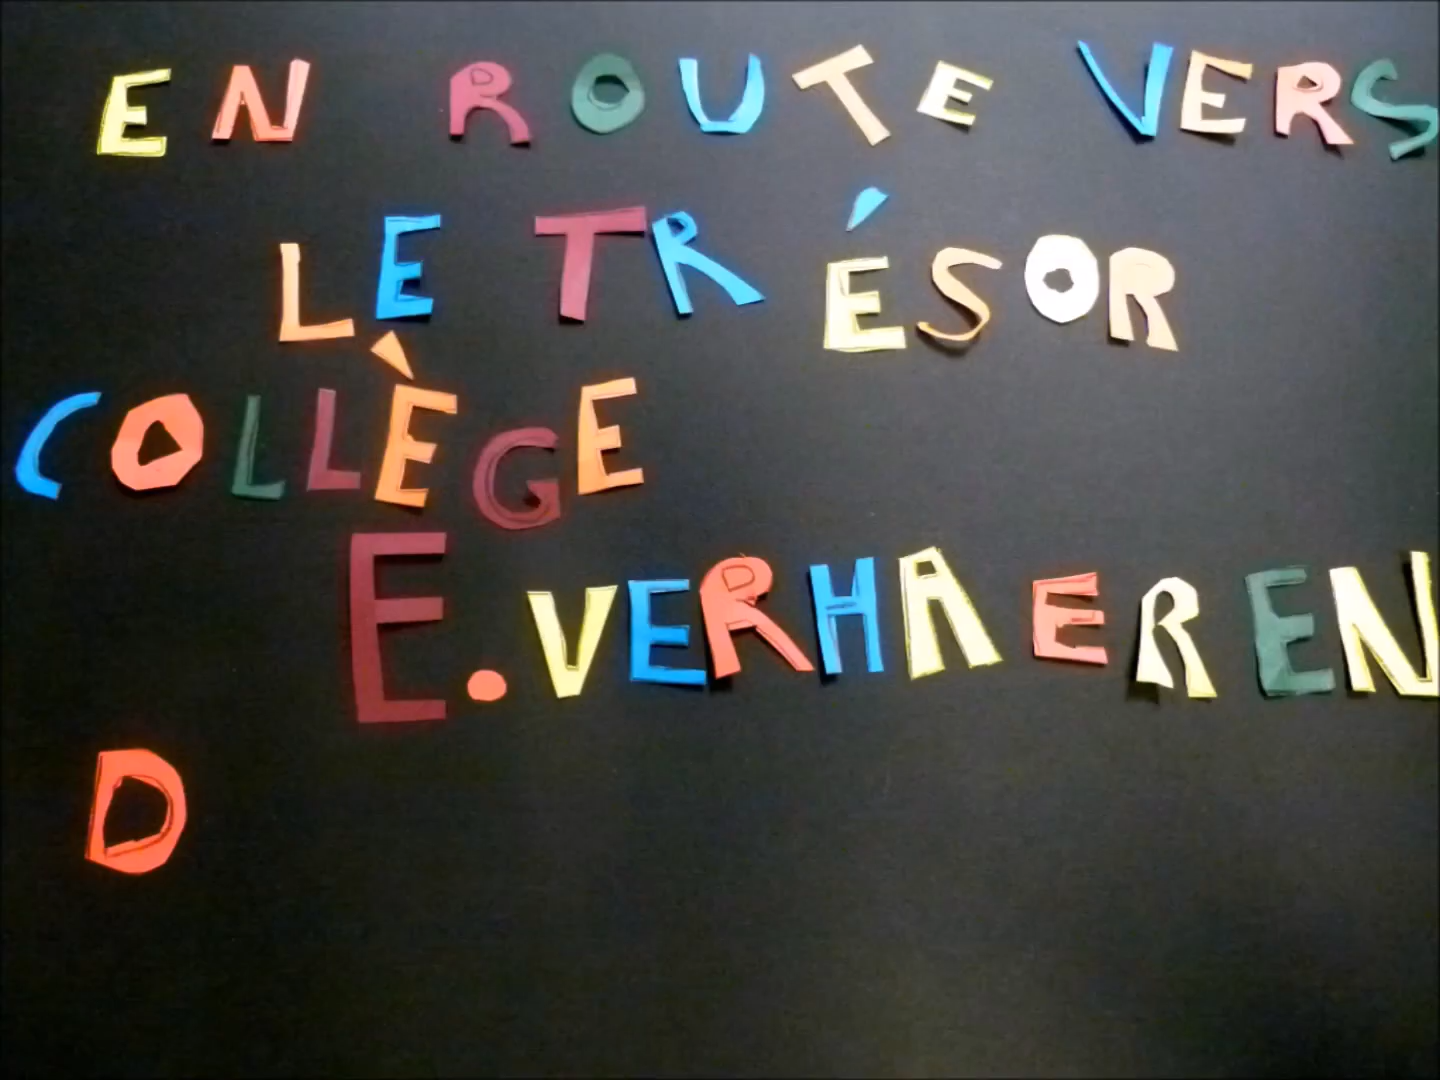 EN ROUTE VERS
LE TRÉSOR
COLLÈGE
E.VERHAEREN
D